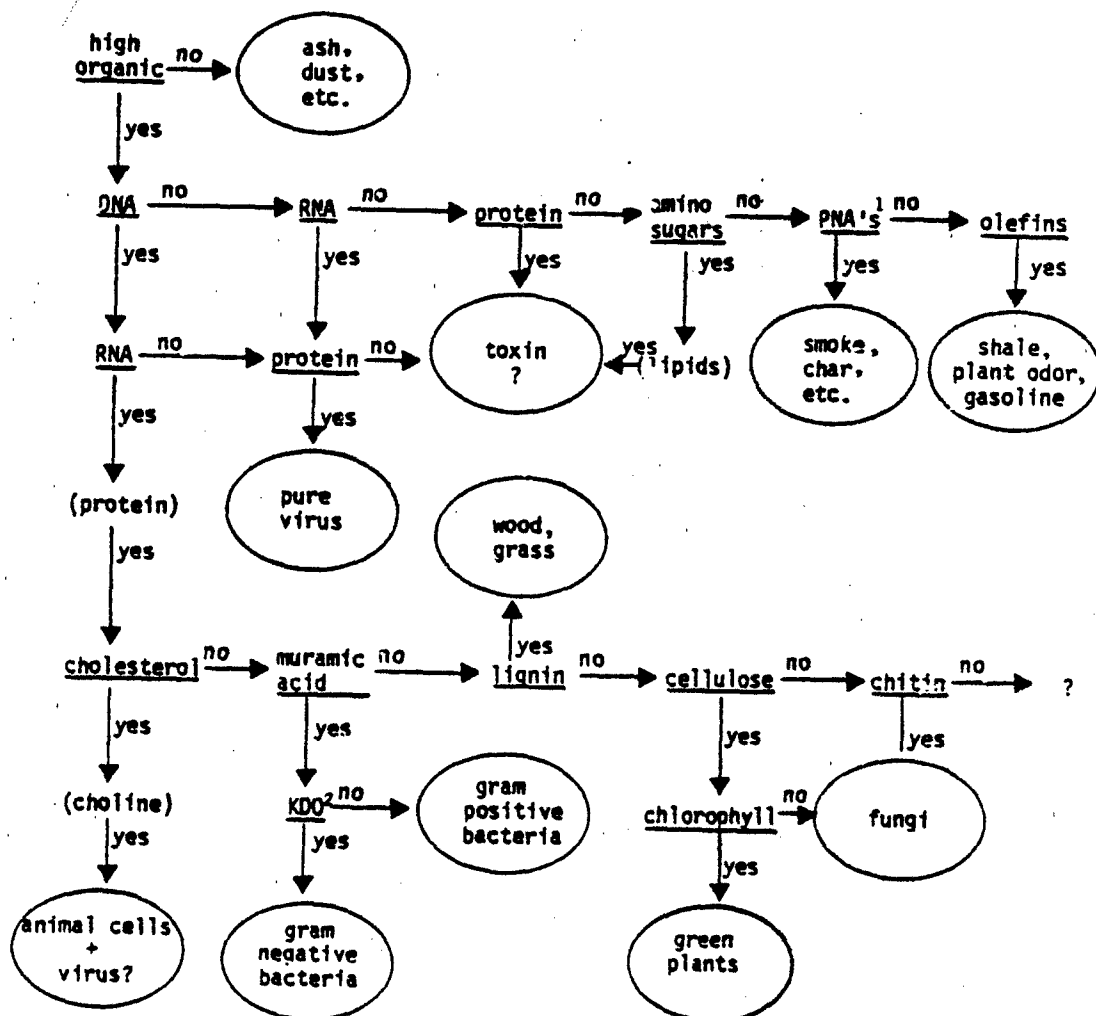 high
organic
no
ash,
dust,
etc.
yes
DNA
no
RNA
no
protein
no
amino
sugars
no
PNA's1
no
olefins
yes
yes
yes
yes
yes
yes
RNA
no
protein
no
toxin
?
yes
(lipids)
smoke,
char,
etc.
shale,
plant odor,
gasoline
yes
yes
(protein)
pure
virus
wood,
grass
yes
yes
cholesterol
no
muramic
acid
no
lignin
no
cellulose
no
chitin
no
?
yes
yes
yes
yes
(choline)
KDO2
no
gram
positive
bacteria
chlorophyll
no
fungi
yes
yes
yes
animal cells
+
virus?
gram
negative
bacteria
green
plants